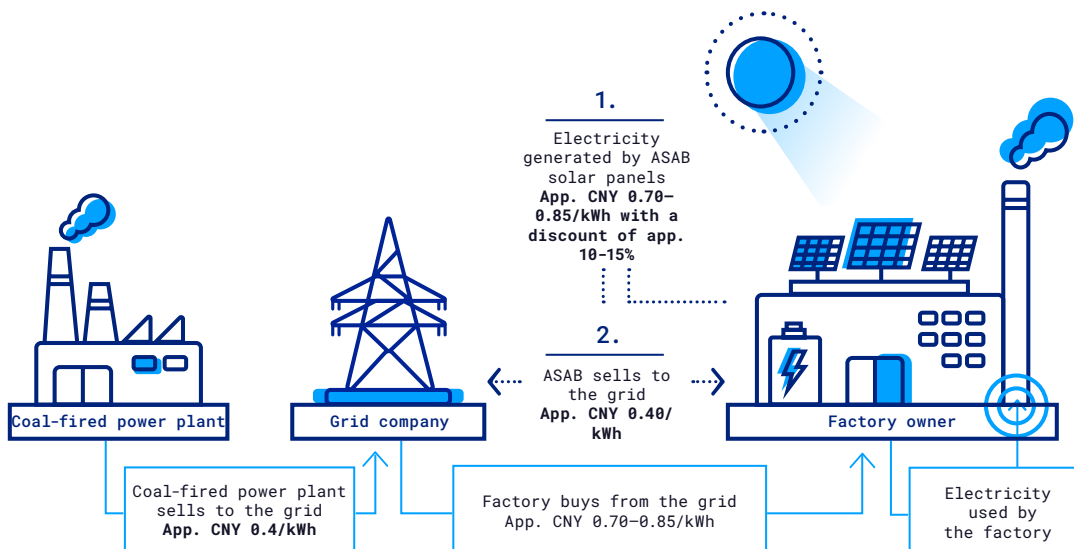 1.
Electricity
generated by ASAB
solar panels
App. CNY 0.70–
0.85/kWh with a
discount of app.
10-15%
2.
ASAB sells to
the grid
App. CNY 0.40/
kWh
Coal-fired power plant
Grid company
Factory owner
Coal-fired power plant
sells to the grid
App. CNY 0.4/kWh
Factory buys from the grid
App. CNY 0.70–0.85/kWh
Electricity
used by
the factory